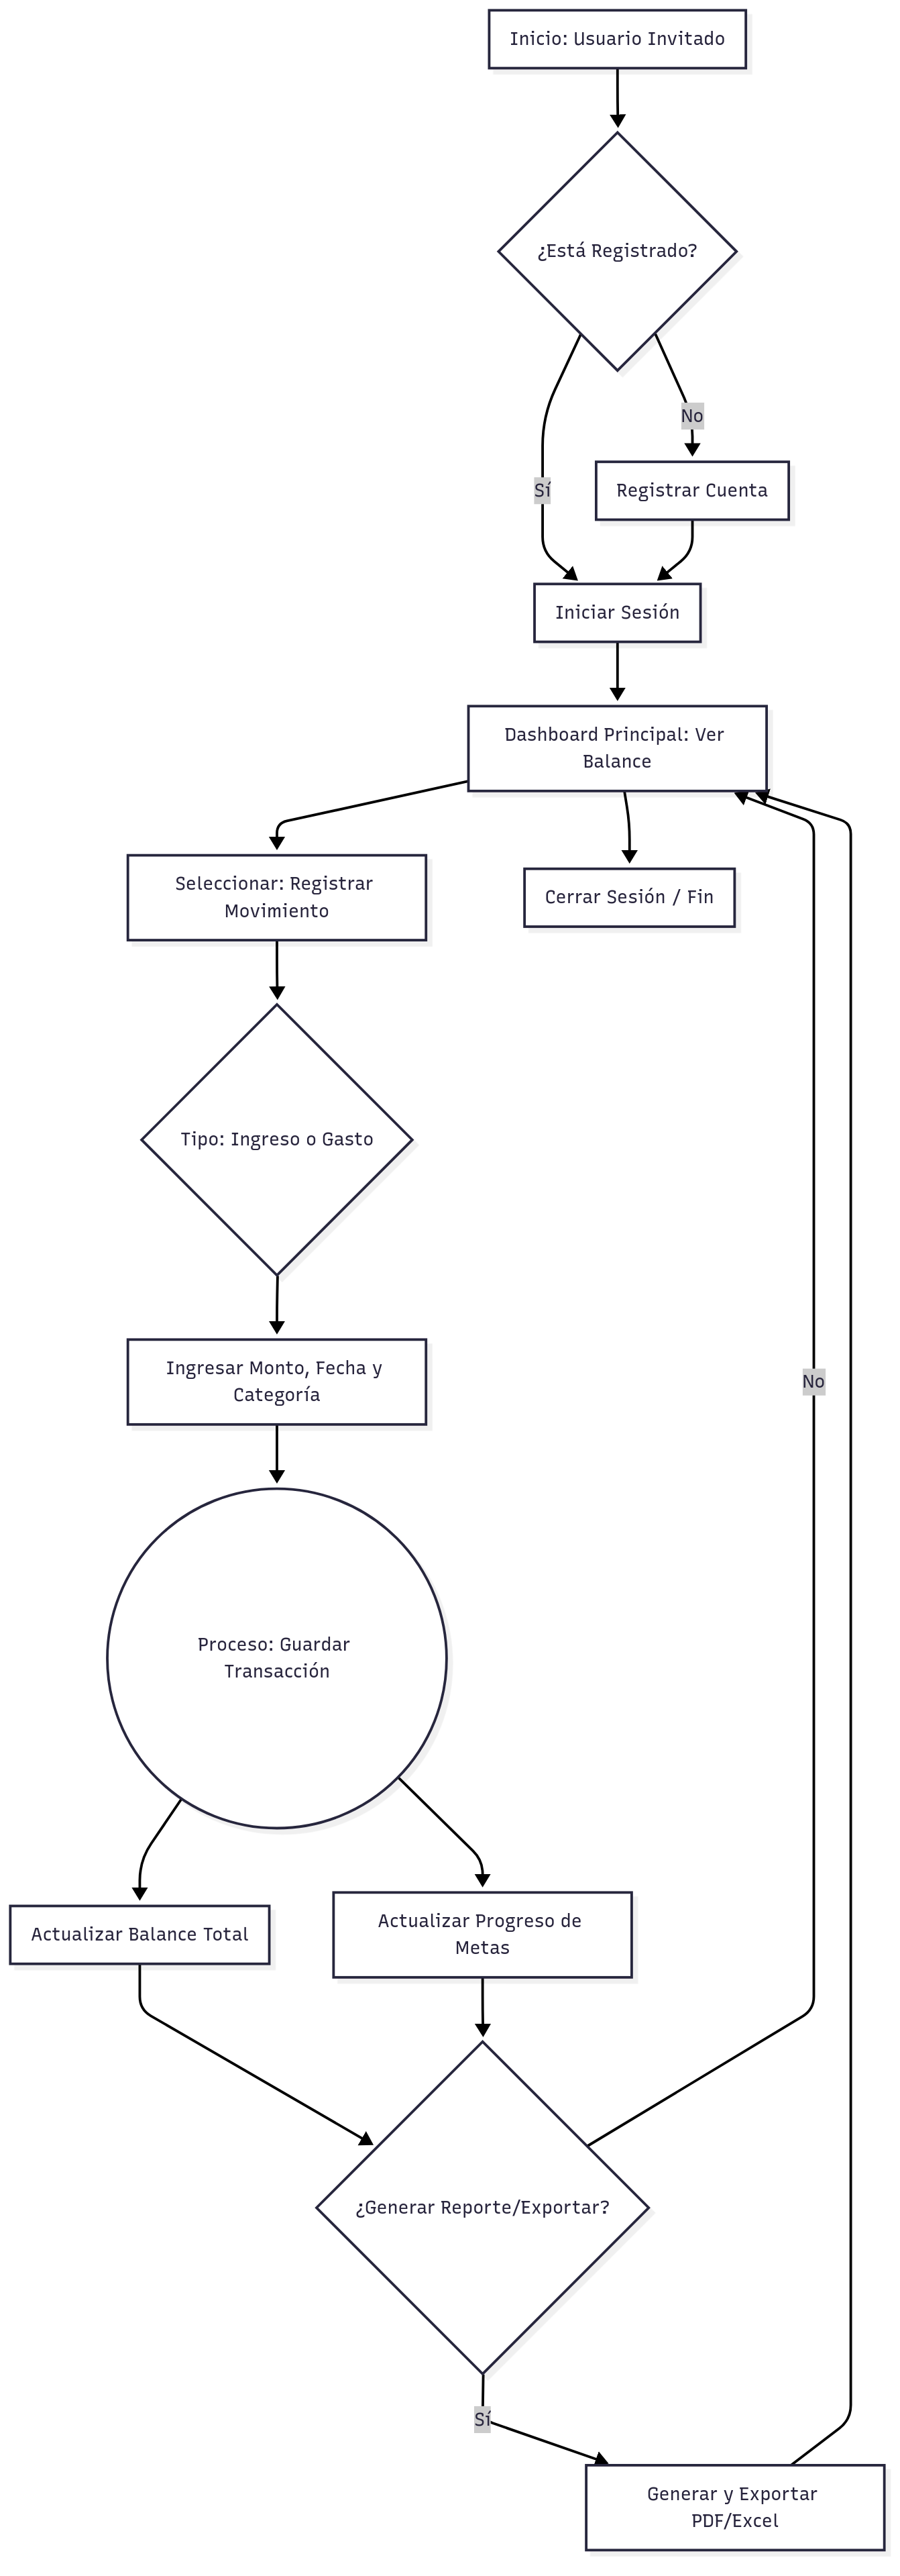 Inicio: Usuario Invitado
¿Está Registrado?
No
Sí
Registrar Cuenta
Iniciar Sesión
Dashboard Principal: Ver
Balance
Seleccionar: Registrar
Movimiento
Cerrar Sesión / Fin
Tipo: Ingreso o Gasto
Ingresar Monto, Fecha y
Categoría
No
Proceso: Guardar
Transacción
Actualizar Balance Total
Actualizar Progreso de
Metas
¿Generar Reporte/Exportar?
Sí
Generar y Exportar
PDF/Excel